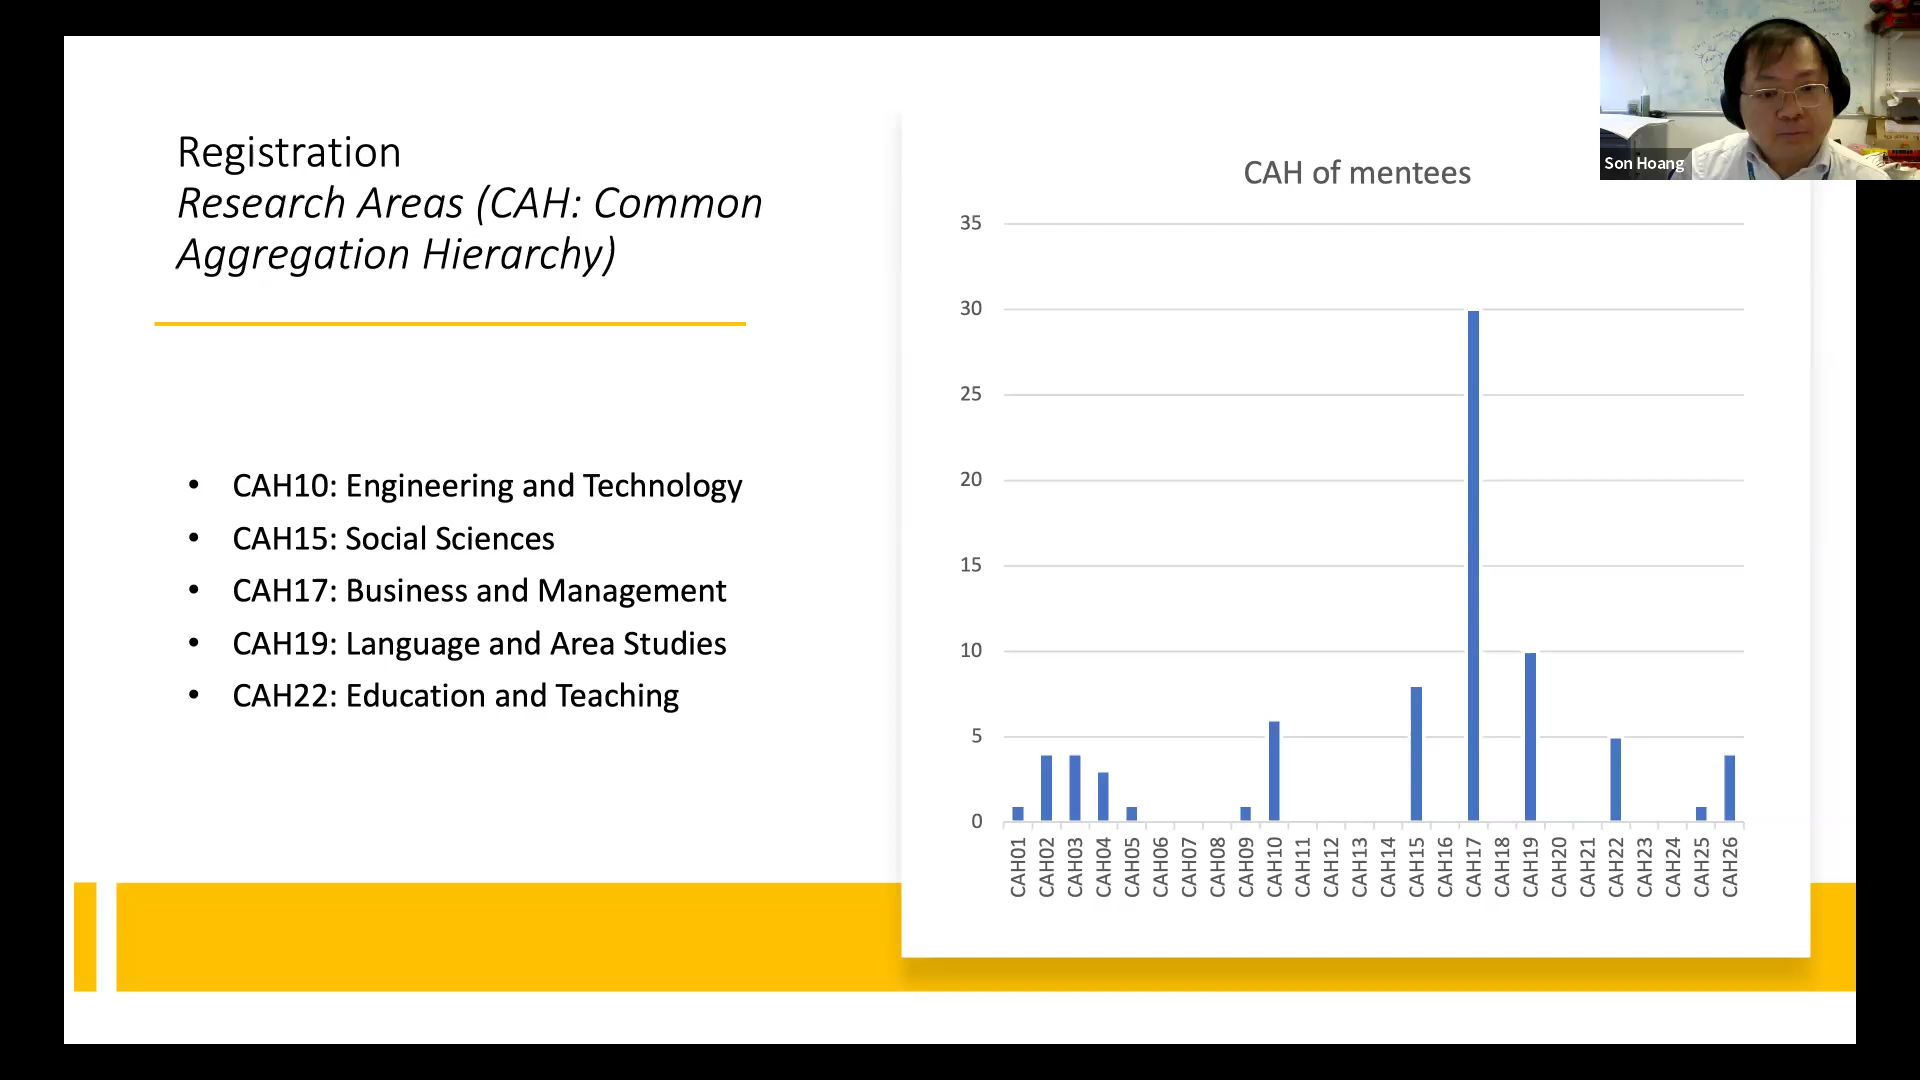 Registration
Research Areas (CAH: Common
Aggregation Hierarchy)
• CAH10: Engineering and Technology
• CAH15: Social Sciences
• CAH17: Business and Management
• CAH19: Language and Area Studies
• CAH22: Education and Teaching
Son Hoang
CAH of mentees
35
30
25
20
15
10
5
0
CAH01
CAH02
CAH03
CAH04
CAH05
CAH06
CAH07
CAH08
CAH09
CAH10
CAH11
CAH12
CAH13
CAH14
CAH15
CAH16
CAH17
CAH18
CAH19
CAH20
CAH21
CAH22
CAH23
CAH24
CAH25
CAH26